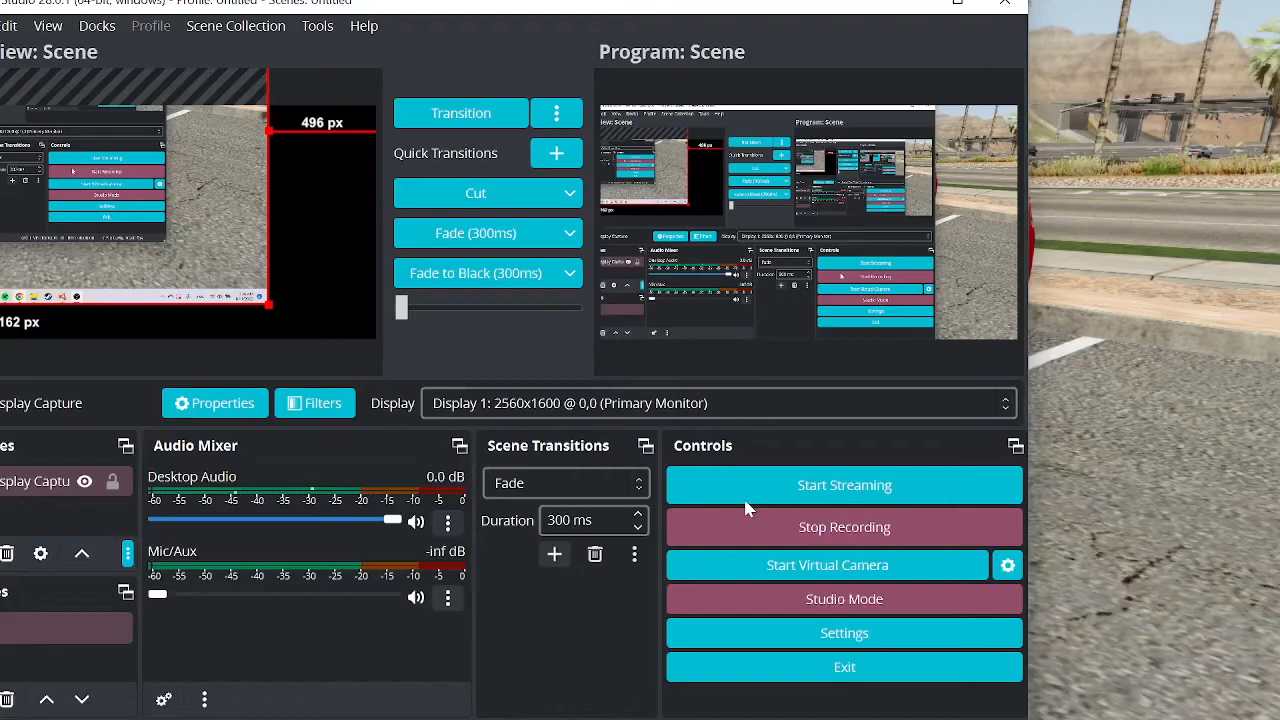 Studio 28.0.1 (64-bit, windows) - Profile: Untitled - Scenes: Untitled
dit View Docks Profile Scene Collection Tools Help
view: Scene
Program: Scene
496 px
162 px
Transition
Quick Transitions
Cut
Fade (300ms)
Fade to Black (300ms)
splay Capture
Properties
Filters
Display
Display 1: 2560x1600 @ 0,0 (Primary Monitor)
es
Audio Mixer
Scene Transitions
Controls
splay Captu
Desktop Audio
0.0 dB
-60 -55 -50 -45 -40 -35 -30 -25 -20 -15 -10 -5 0
Mic/Aux
-inf dB
-60 -55 -50 -45 -40 -35 -30 -25 -20 -15 -10 -5 0
es
Fade
Duration
300 ms
Start Streaming
Stop Recording
Start Virtual Camera
Studio Mode
Settings
Exit